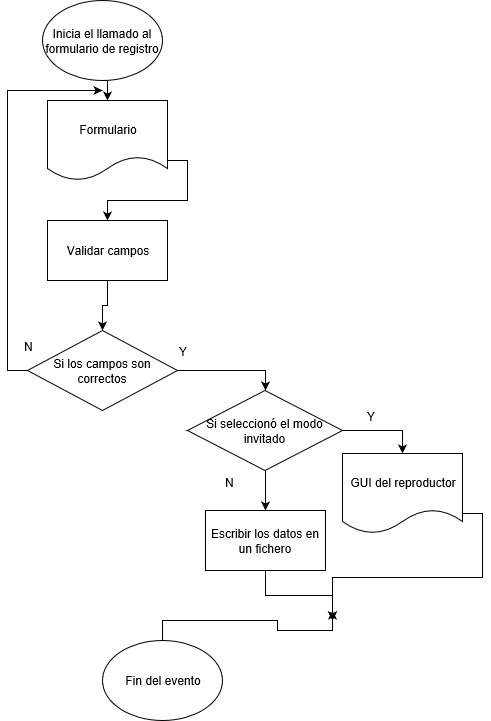 Inicia el llamado al
formulario de registro
Formulario
Validar campos
N
Y
Si los campos son
correctos
Si seleccionó el modo
invitado
Y
N
GUI del reproductor
Escribir los datos en
un fichero
Fin del evento